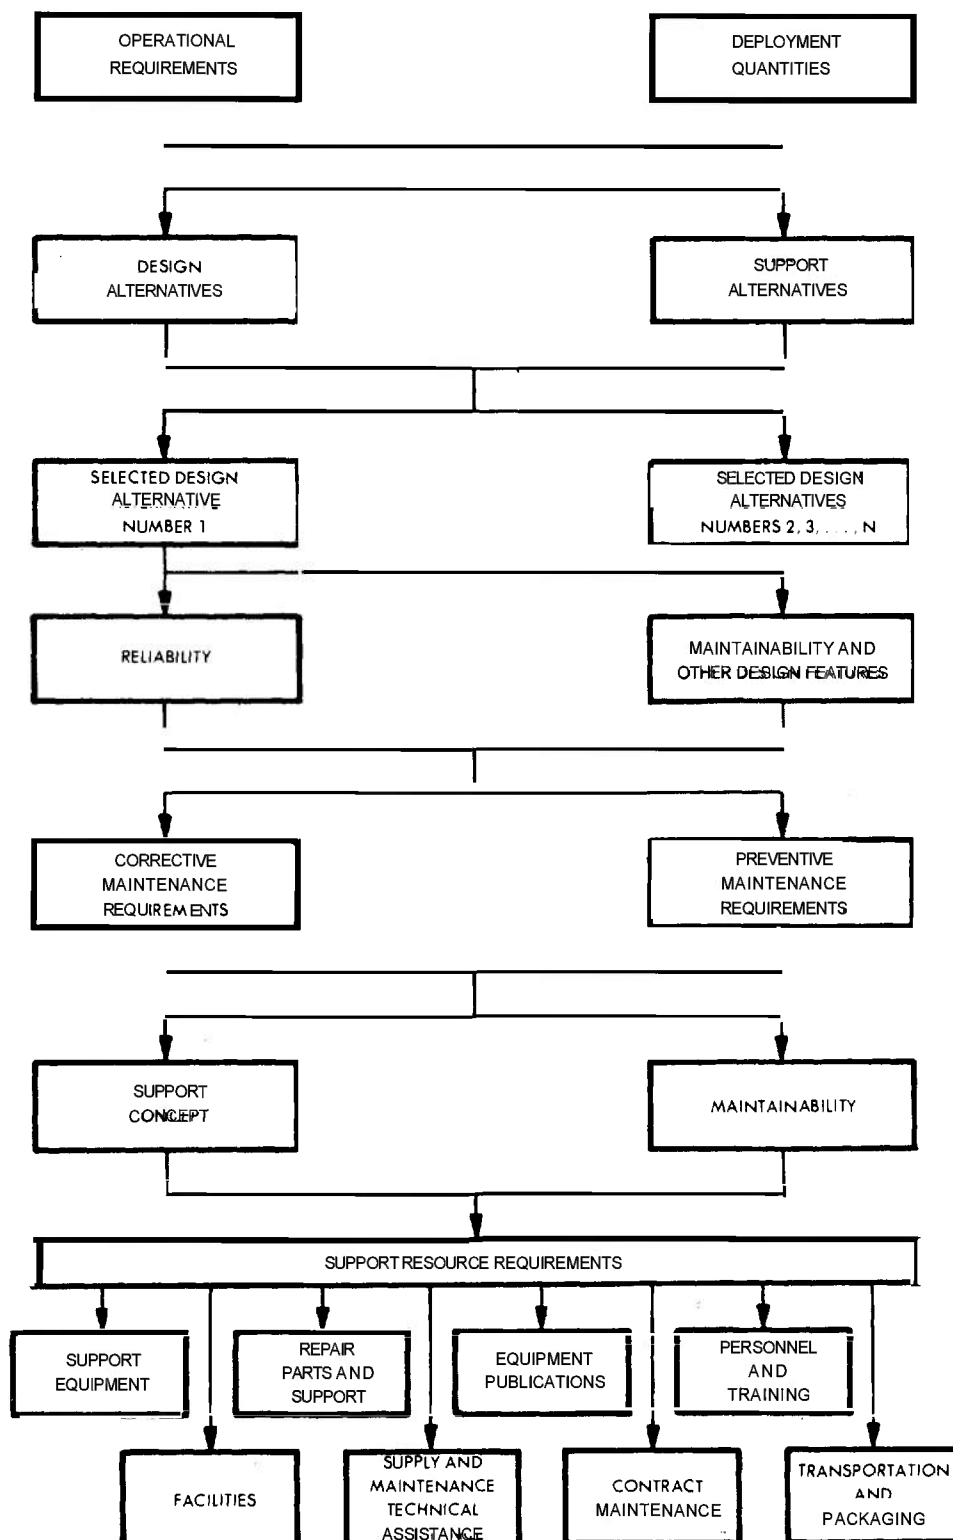 OPERATIONAL
REQUIREMENTS
DEPLOYMENT
QUANTITIES
DESIGN
ALTERNATIVES
SUPPORT
ALTERNATIVES
SELECTED DESIGN
ALTERNATIVE
NUMBER 1
SELECTED DESIGN
ALTERNATIVES
NUMBERS 2, 3, . . . , N
RELIABILITY
MAINTAINABILITY AND
OTHER DESIGN FEATURES
CORRECTIVE
MAINTENANCE
REQUIREMENTS
PREVENTIVE
MAINTENANCE
REQUIREMENTS
SUPPORT
CONCEPT
MAINTAINABILITY
SUPPORT RESOURCE REQUIREMENTS
SUPPORT
EQUIPMENT
REPAIR
PARTS AND
SUPPORT
EQUIPMENT
PUBLICATIONS
PERSONNEL
AND
TRAINING
FACILITIES
SUPPLY AND
MAINTENANCE
TECHNICAL
ASSISTANCE
CONTRACT
MAINTENANCE
TRANSPORTATION
AND
PACKAGING